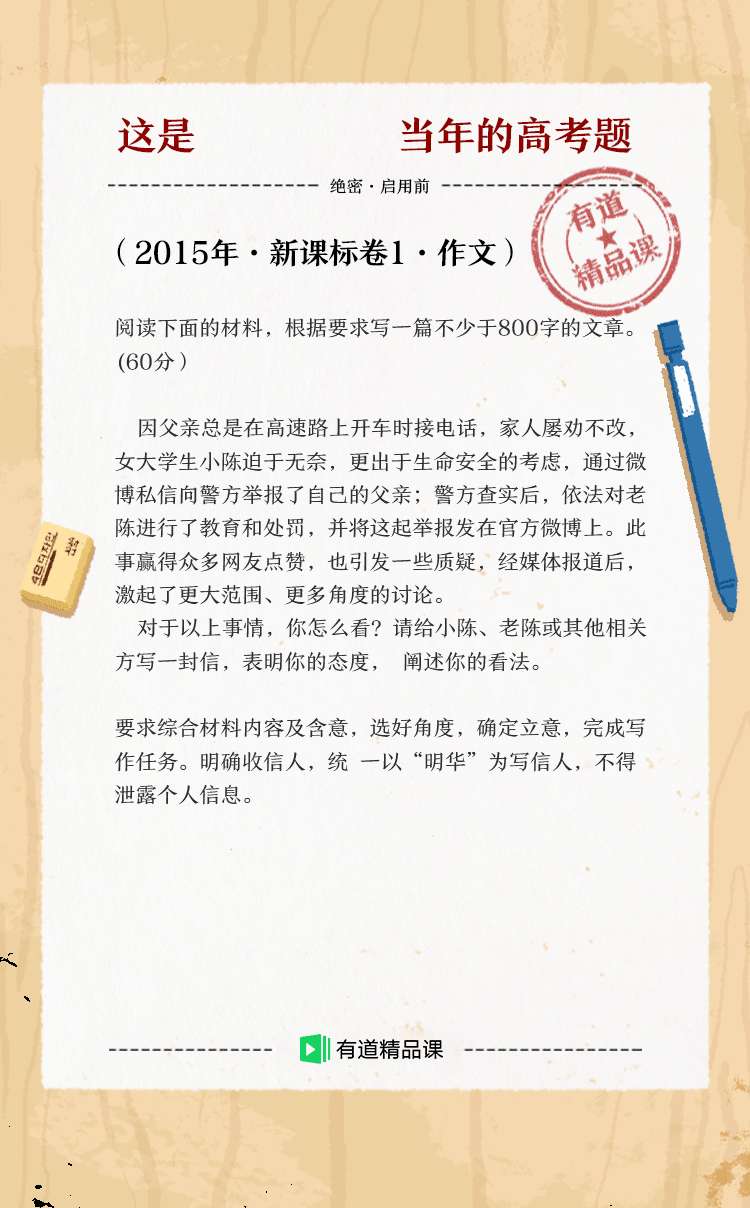 这是 当年的高考题
绝密·启用前
有道
精品课
（2015年·新课标卷1·作文）
阅读下面的材料，根据要求写一篇不少于800字的文章。
(60分）
因父亲总是在高速路上开车时接电话，家人屡劝不改，
女大学生小陈迫于无奈，更出于生命安全的考虑，通过微
博私信向警方举报了自己的父亲；警方查实后，依法对老
陈进行了教育和处罚，并将这起举报发在官方微博上。此
事赢得众多网友点赞，也引发一些质疑，经媒体报道后，
激起了更大范围、更多角度的讨论。
对于以上事情，你怎么看？请给小陈、老陈或其他相关
方写一封信，表明你的态度， 阐述你的看法。
要求综合材料内容及含意，选好角度，确定立意，完成写
作任务。明确收信人，统 一以“明华”为写信人，不得
泄露个人信息。
有道精品课